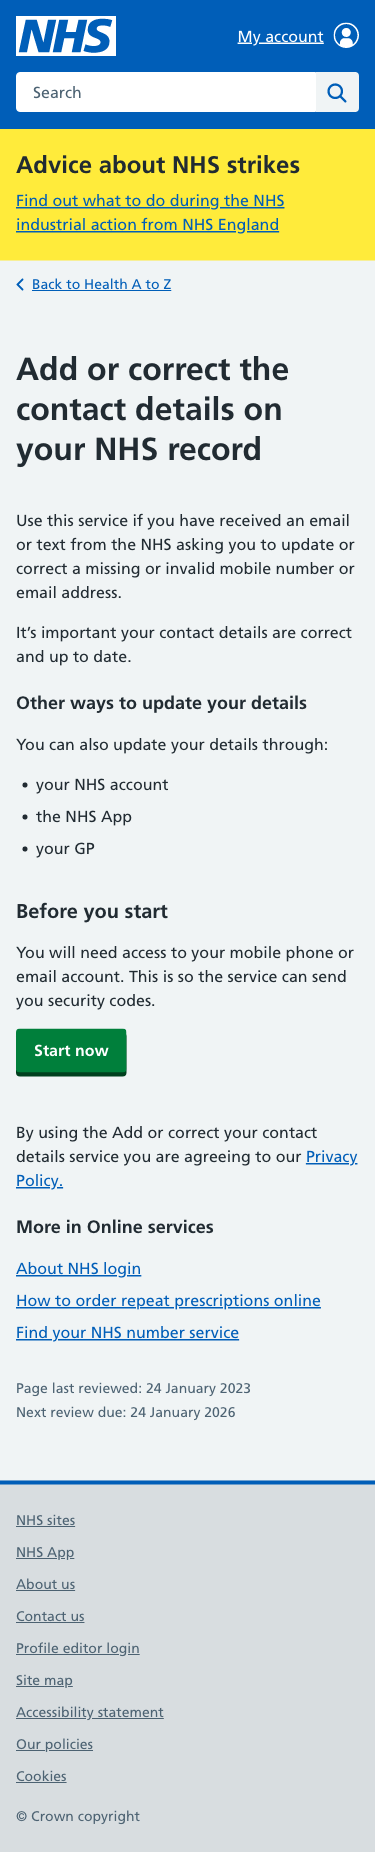 NHS
My account
Search
Advice about NHS strikes
Find out what to do during the NHS
industrial action from NHS England
Back to Health A to Z
Add or correct the
contact details on
your NHS record
Use this service if you have received an email
or text from the NHS asking you to update or
correct a missing or invalid mobile number or
email address.
It's important your contact details are correct
and up to date.
Other ways to update your details
You can also update your details through:
• your NHS account
• the NHS App
• your GP
Before you start
You will need access to your mobile phone or
email account. This is so the service can send
you security codes.
Start now
By using the Add or correct your contact
details service you are agreeing to our Privacy
Policy.
More in Online services
About NHS login
How to order repeat prescriptions online
Find your NHS number service
Page last reviewed: 24 January 2023
Next review due: 24 January 2026
NHS sites
NHS App
About us
Contact us
Profile editor login
Site map
Accessibility statement
Our policies
Cookies
© Crown copyright